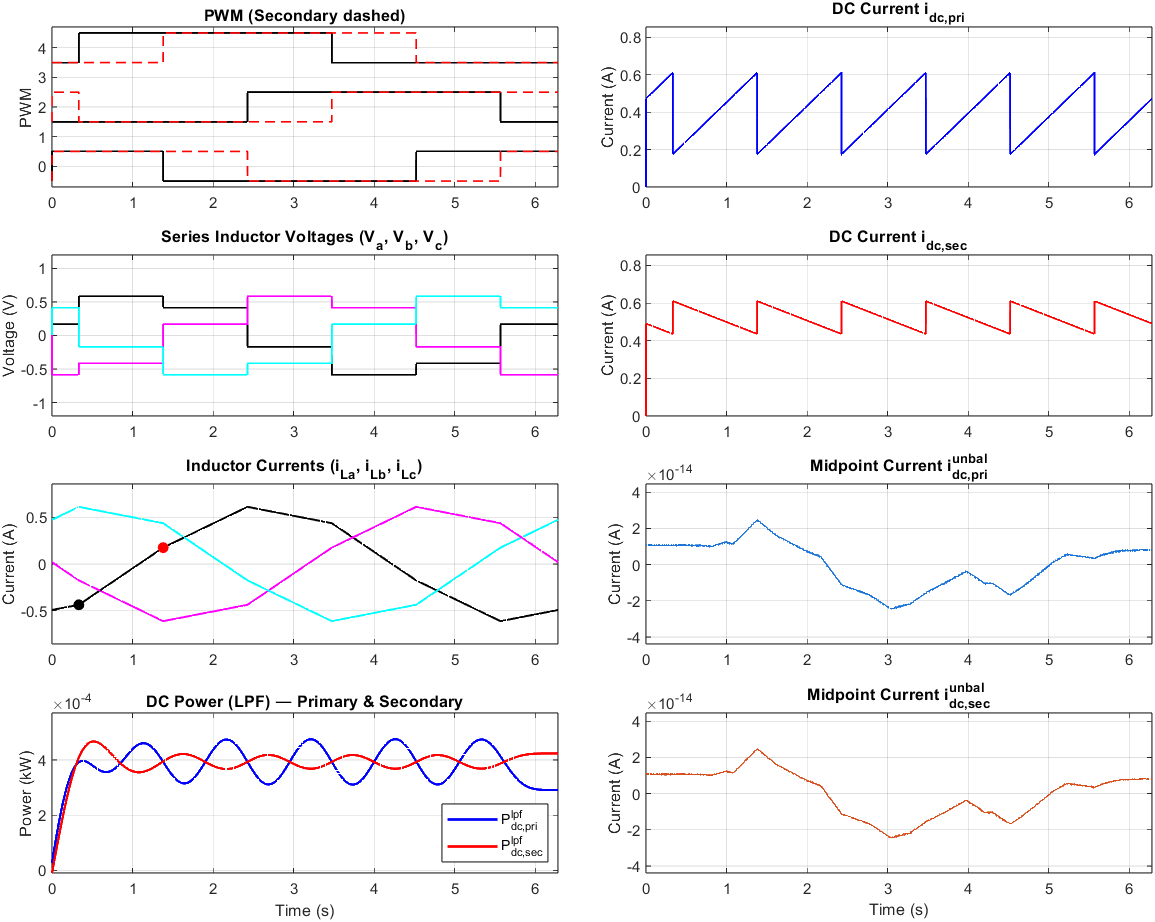 PWM (Secondary dashed)
PWM
4
3
2
1
0
0 1 2 3 4 5 6
DC Current i_dc,pri
Current (A)
0.8
0.6
0.4
0.2
0
0 1 2 3 4 5 6
Series Inductor Voltages (V_a, V_b, V_c)
Voltage (V)
1
0.5
0
-0.5
-1
0 1 2 3 4 5 6
DC Current i_dc,sec
Current (A)
0.8
0.6
0.4
0.2
0
0 1 2 3 4 5 6
Inductor Currents (i_La, i_Lb, i_Lc)
Current (A)
0.5
0
-0.5
0 1 2 3 4 5 6
Midpoint Current i_dc,pri^unbal
×10^-14
Current (A)
4
2
0
-2
-4
0 1 2 3 4 5 6
DC Power (LPF) — Primary & Secondary
×10^-4
Power (kW)
4
2
0
P_dc,pri^lpf
P_dc,sec^lpf
0 1 2 3 4 5 6
Time (s)
Midpoint Current i_dc,sec^unbal
×10^-14
Current (A)
4
2
0
-2
-4
0 1 2 3 4 5 6
Time (s)